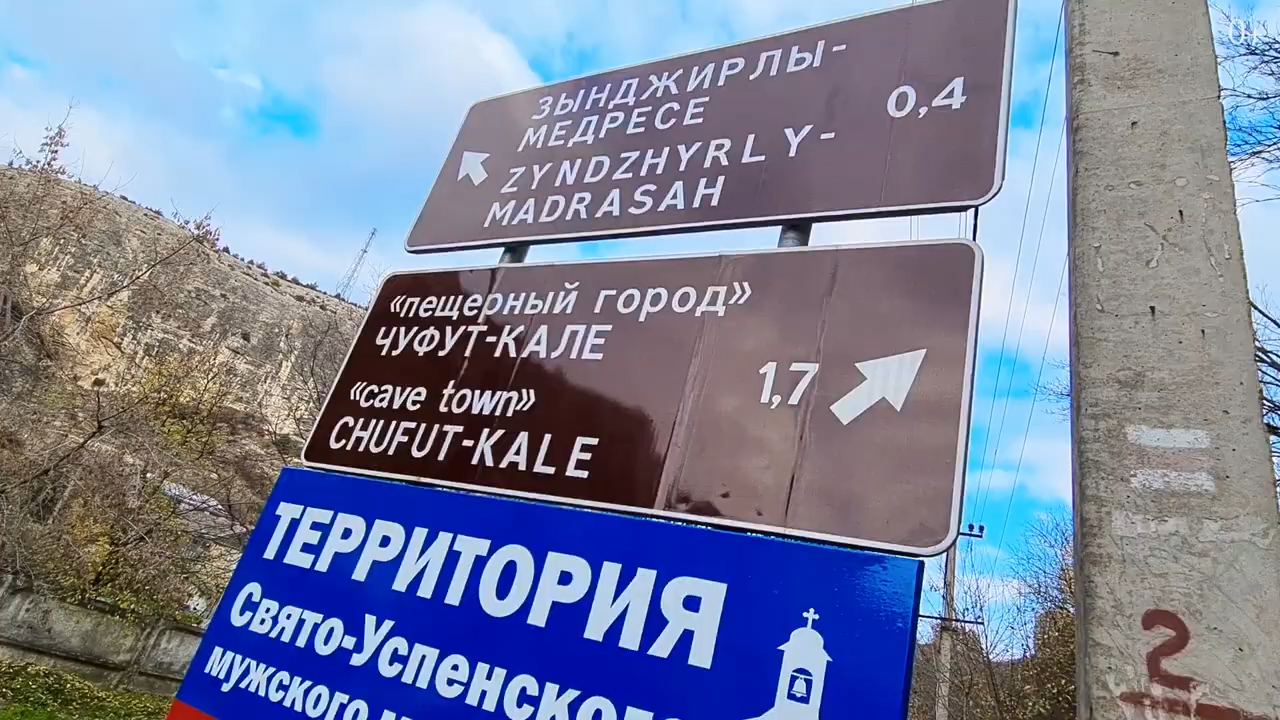 ЗЫНДЖИРЛЫ-
МЕДРЕСЕ
0,4
ZYNDZHYRLY-
MADRASAH
«пещерный город»
ЧУФУТ-КАЛЕ
1,7
«cave town»
CHUFUT-KALE
ТЕРРИТОРИЯ
Свято-Успенского
мужского
2